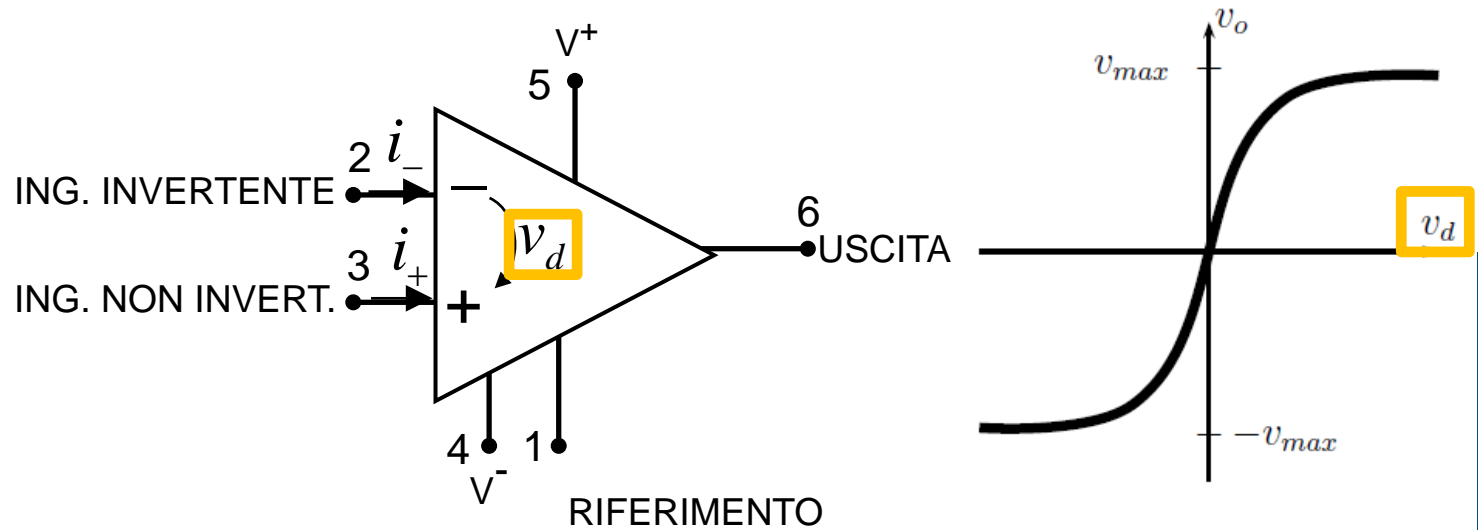 V+
5
2 i−
ING. INVERTENTE
−
vd
3 i+
ING. NON INVERT.
+
6
USCITA
4 1
V-
RIFERIMENTO
vo
vmax
vd
−vmax